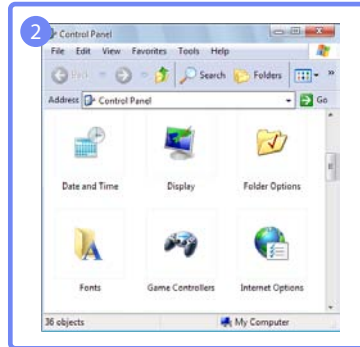 2
Control Panel
File Edit View Favorites Tools Help
Back Search Folders
Address Control Panel Go
Date and Time Display Folder Options
Fonts Game Controllers Internet Options
36 objects My Computer